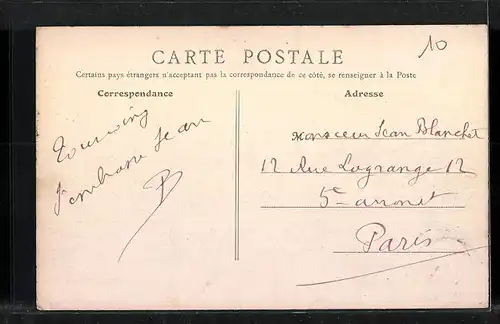 10
CARTE POSTALE
Certains pays étrangers n'acceptant pas la correspondance de ce côté, se renseigner à la Poste
Correspondance
Jean
Adresse
Monsieur Jean Blanchet
12 Rue Lagrange 12
5e
Paris